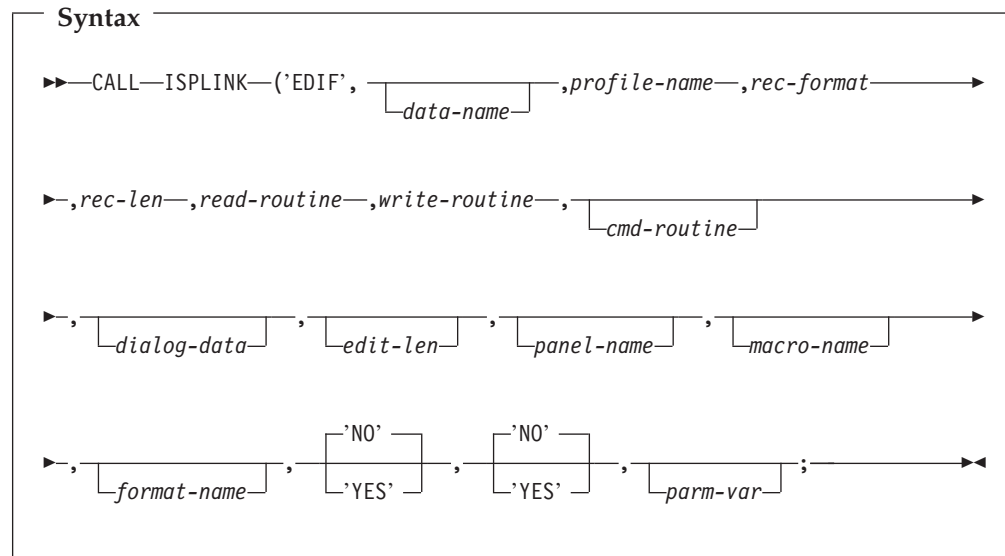 Syntax
CALL ISPLINK ('EDIF', data-name ,profile-name ,rec-format
,rec-len ,read-routine ,write-routine , cmd-routine
, dialog-data , edit-len , panel-name , macro-name
, format-name , 'NO' 'YES' , 'NO' 'YES' , parm-var ;